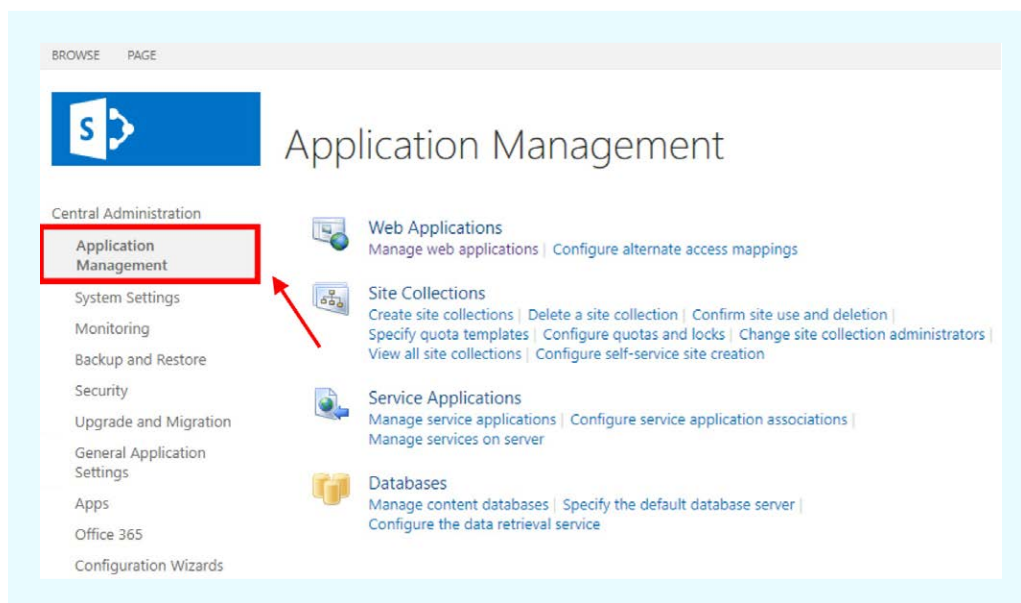 BROWSE PAGE
S
Application Management
Central Administration
Application
Management
System Settings
Monitoring
Backup and Restore
Security
Upgrade and Migration
General Application
Settings
Apps
Office 365
Configuration Wizards
Web Applications
Manage web applications | Configure alternate access mappings
Site Collections
Create site collections | Delete a site collection | Confirm site use and deletion |
Specify quota templates | Configure quotas and locks | Change site collection administrators |
View all site collections | Configure self-service site creation
Service Applications
Manage service applications | Configure service application associations |
Manage services on server
Databases
Manage content databases | Specify the default database server |
Configure the data retrieval service